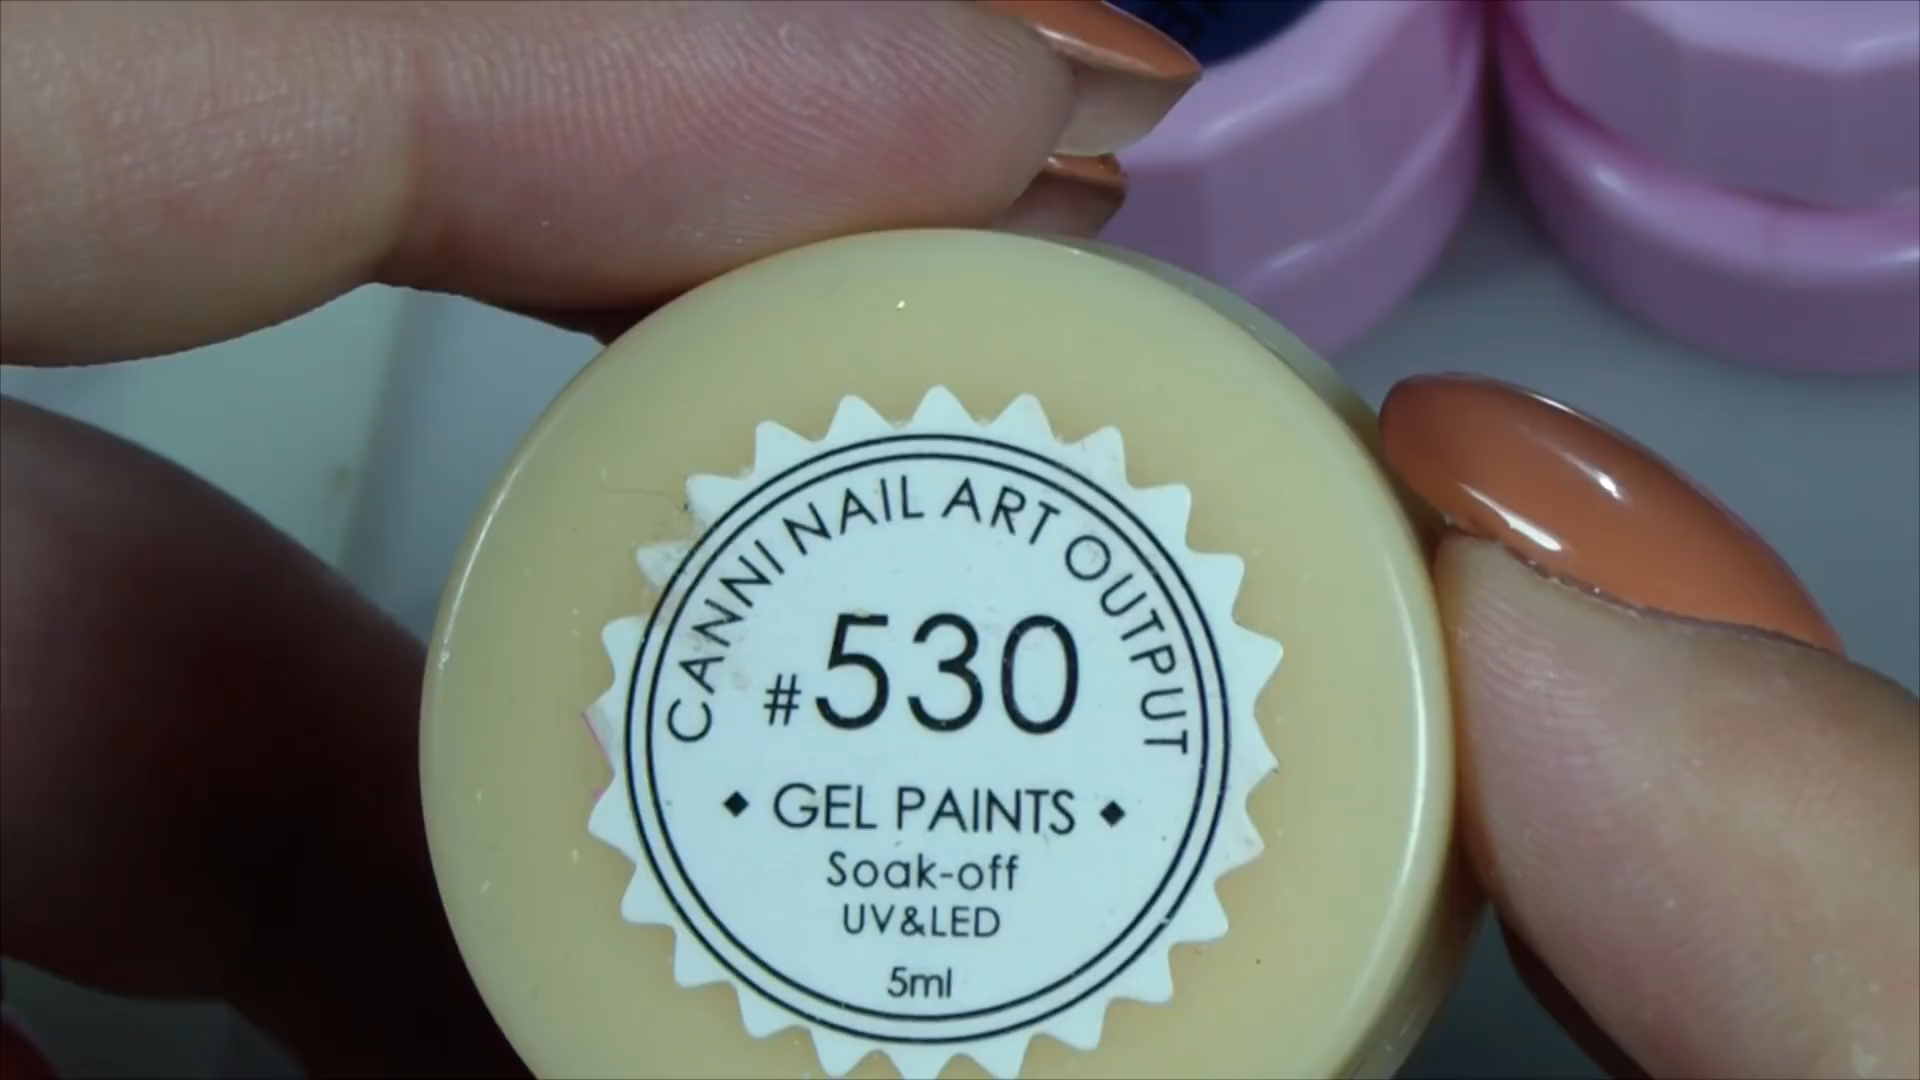 CANNI NAIL ART OUTPUT
#530
GEL PAINTS
Soak-off
UV&LED
5ml